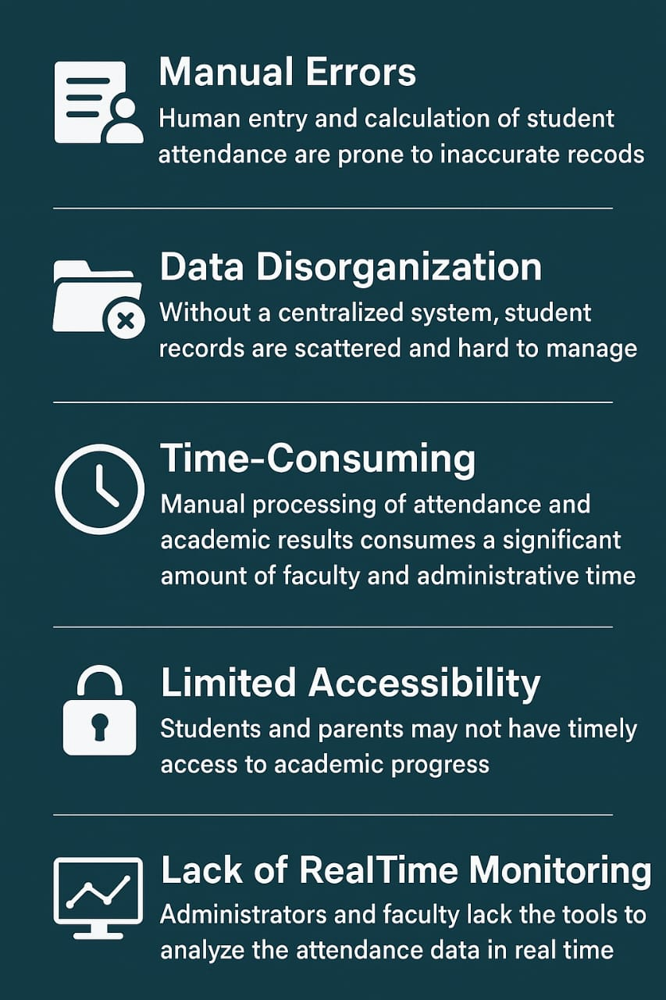 Manual Errors
Human entry and calculation of student
attendance are prone to inaccurate recods
Data Disorganization
Without a centralized system, student
records are scattered and hard to manage
Time-Consuming
Manual processing of attendance and
academic results consumes a significant
amount of faculty and administrative time
Limited Accessibility
Students and parents may not have timely
access to academic progress
Lack of RealTime Monitoring
Administrators and faculty lack the tools to
analyze the attendance data in real time